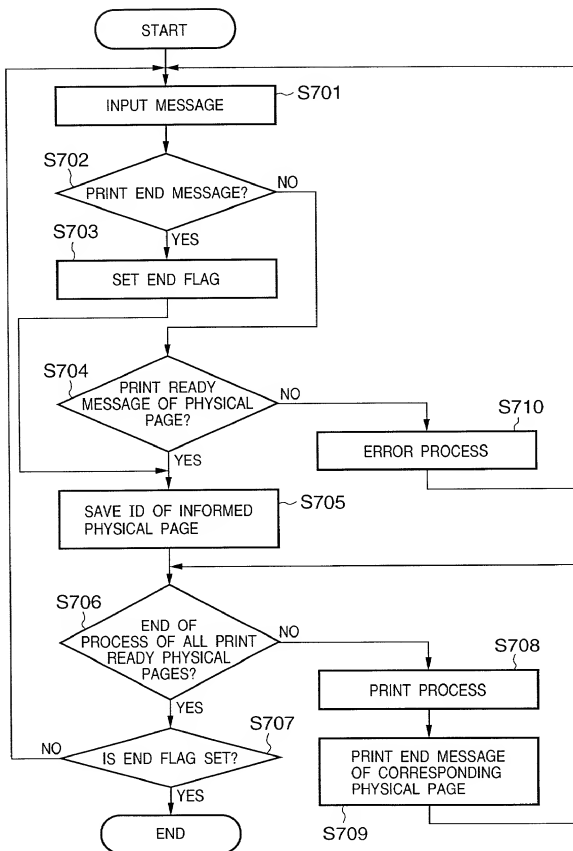 START
INPUT MESSAGE
S701
S702
PRINT END MESSAGE?
NO
YES
S703
SET END FLAG
S704
PRINT READY
MESSAGE OF PHYSICAL
PAGE?
NO
YES
S710
ERROR PROCESS
SAVE ID OF INFORMED
PHYSICAL PAGE
S705
S706
END OF
PROCESS OF ALL PRINT
READY PHYSICAL
PAGES?
NO
YES
S708
PRINT PROCESS
S707
NO
IS END FLAG SET?
YES
PRINT END MESSAGE
OF CORRESPONDING
PHYSICAL PAGE
S709
END